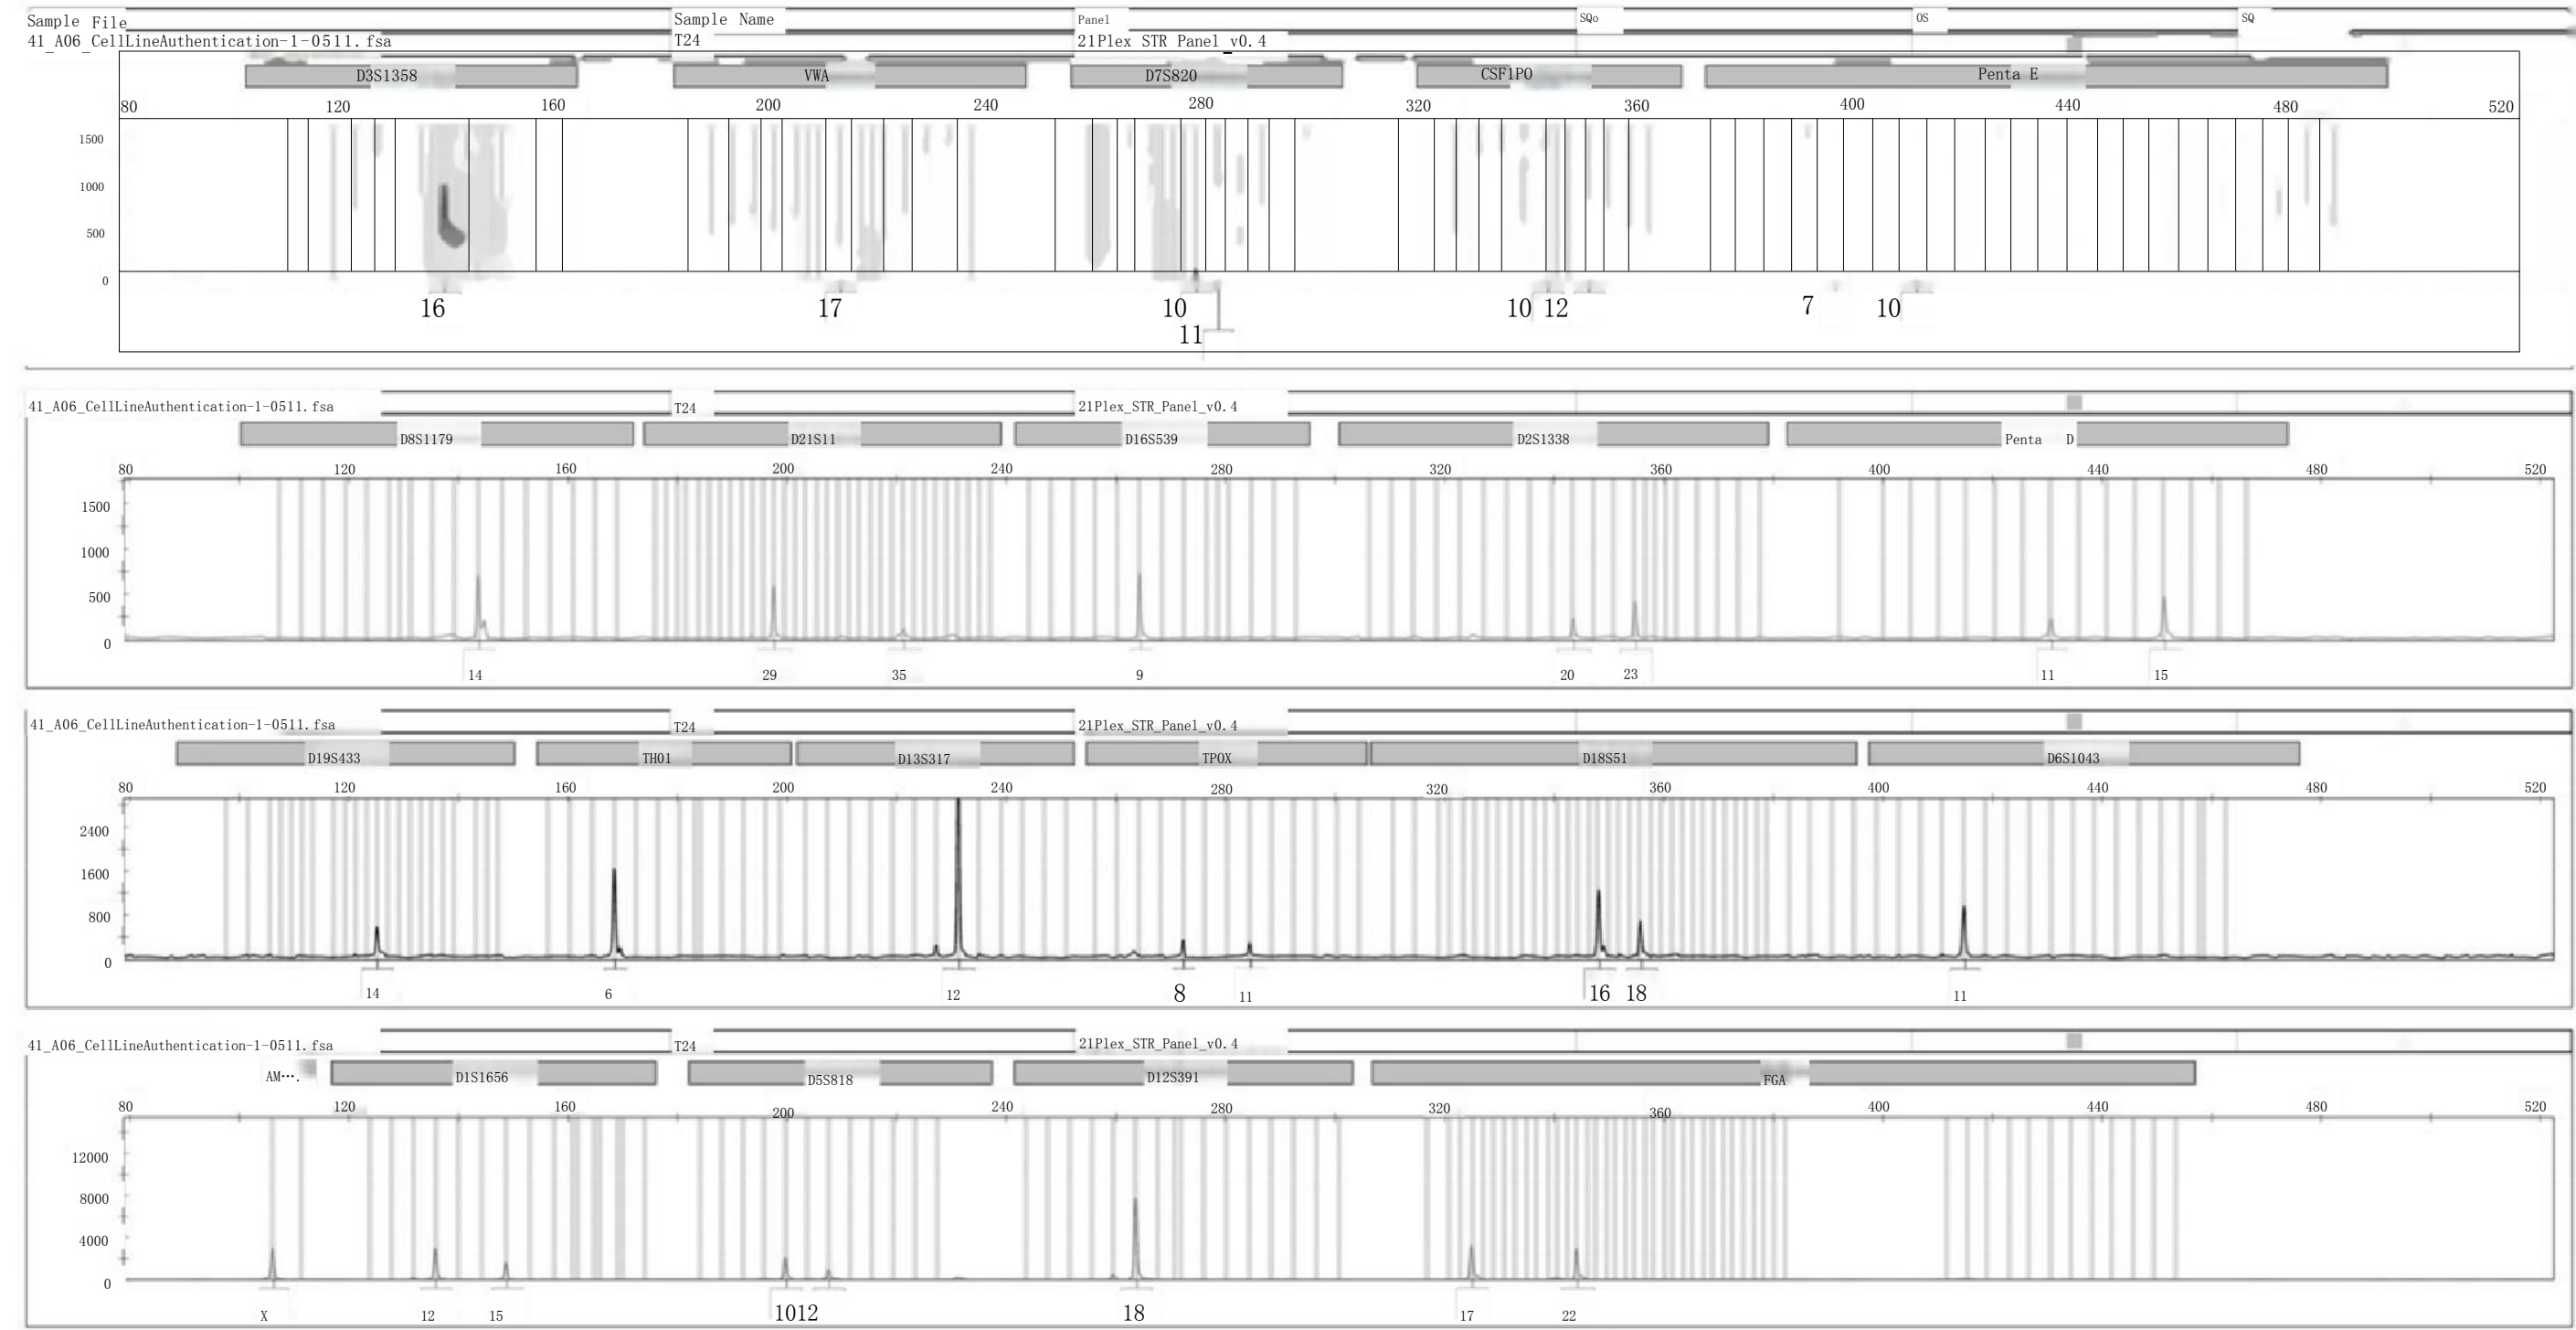 Sample File Sample Name Panel SQo OS SQ
41_A06_CellLineAuthentication-1-0511.fsa T24 21Plex STR Panel_v0.4
D3S1358 VWA D7S820 CSF1PO Penta E
80 120 160 200 240 280 320 360 400 440 480 520
1500
1000
500
0
16 17 10 10 12 7 10
11
41_A06_CellLineAuthentication-1-0511.fsa T24 21Plex_STR_Panel_v0.4
D8S1179 D21S11 D16S539 D2S1338 Penta D
80 120 160 200 240 280 320 360 400 440 480 520
1500
1000
500
0
14 29 35 9 20 23 11 15
41_A06_CellLineAuthentication-1-0511.fsa T24 21Plex_STR_Panel_v0.4
D19S433 TH01 D13S317 TPOX D18S51 D6S1043
80 120 160 200 240 280 320 360 400 440 480 520
2400
1600
800
0
14 6 12 8 11 16 18 11
41_A06_CellLineAuthentication-1-0511.fsa T24 21Plex_STR_Panel_v0.4
AM…. D1S1656 D5S818 D12S391 FGA
80 120 160 200 240 280 320 360 400 440 480 520
12000
8000
4000
0
X 12 15 1012 18 17 22